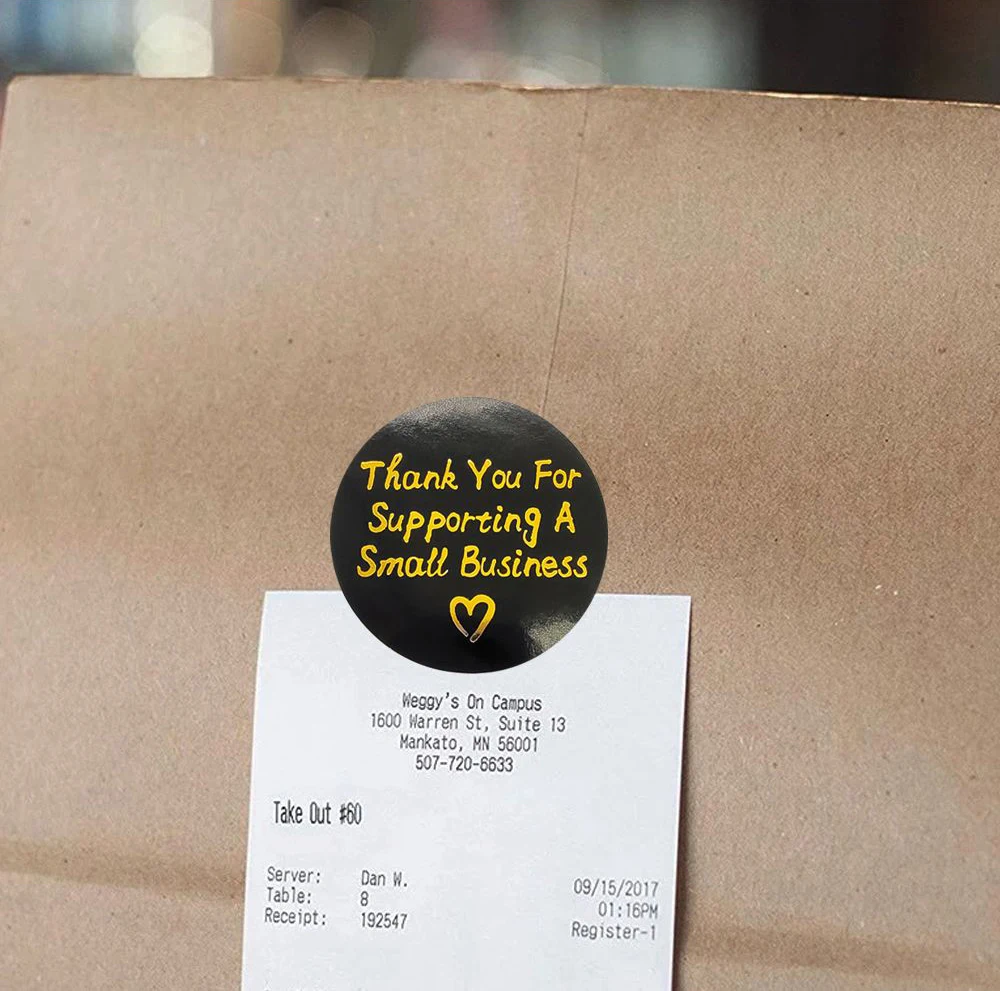 Thank You For
Supporting A
Small Business
Weggy's On Campus
1600 Warren St, Suite 13
Mankato, MN 56001
507-720-6633
Take Out #60
Server: Dan W. 09/15/2017
Table: 8 01:16PM
Receipt: 192547 Register-1